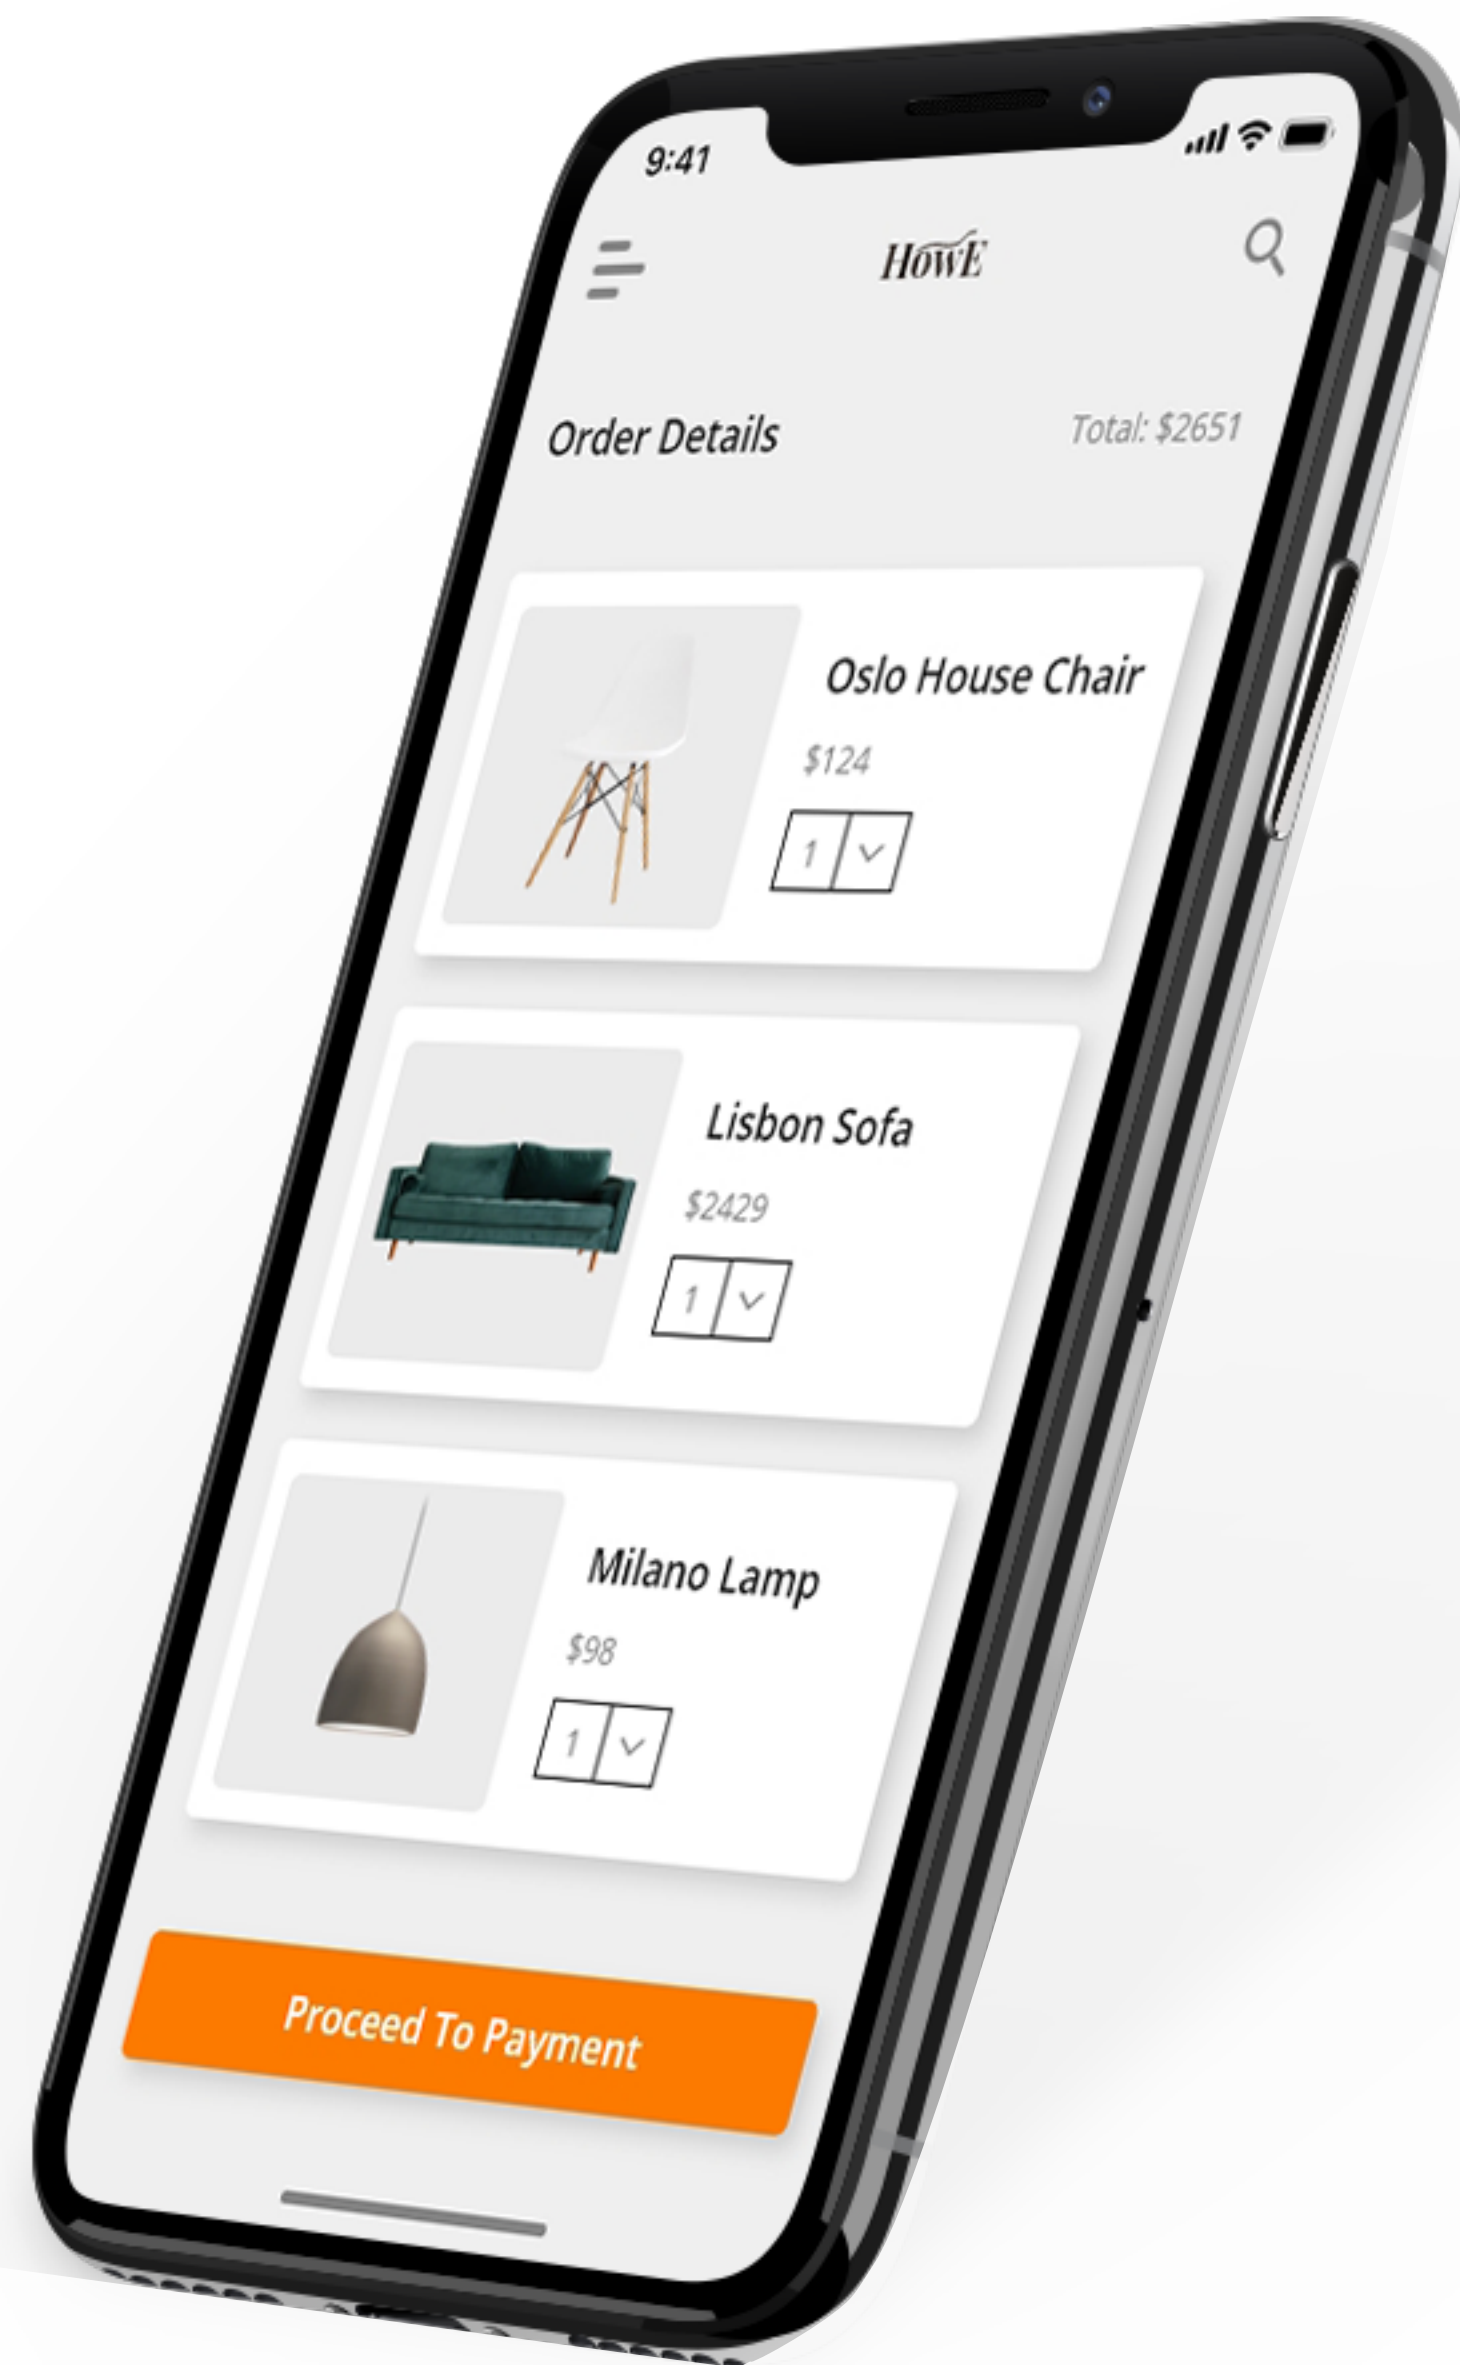 9:41
HowE
Order Details
Total: $2651
Oslo House Chair
$124
1
Lisbon Sofa
$2429
1
Milano Lamp
$98
1
Proceed To Payment